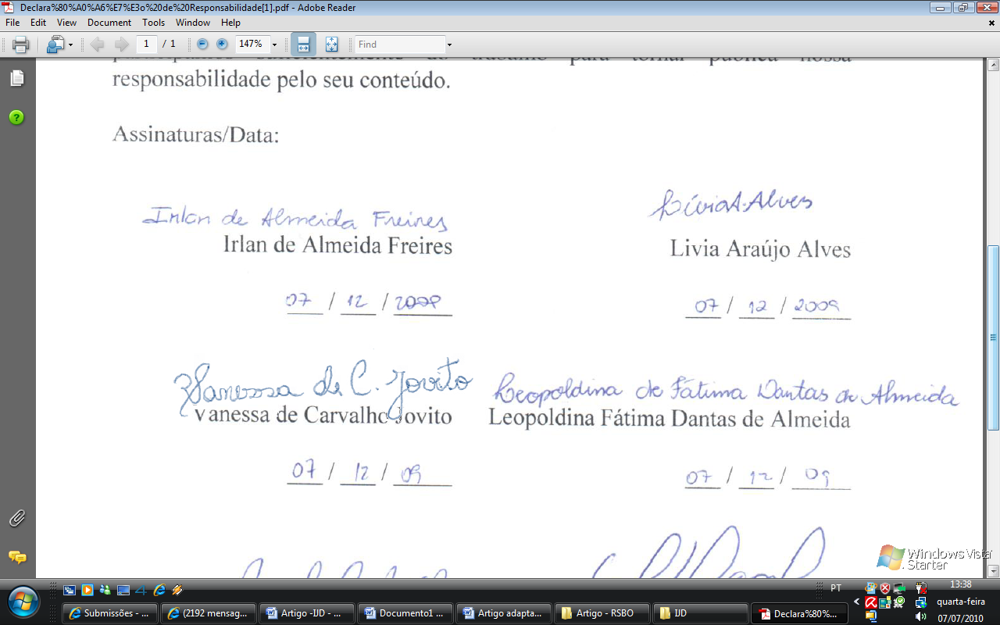 Declara%80%A0%A6%E7%E3o%20de%20Responsabilidade[1].pdf - Adobe Reader
File Edit View Document Tools Window Help
1 / 1 147% Find
responsabilidade pelo seu conteúdo.
Assinaturas/Data:
Irlan de Almeida Freires
Irlan de Almeida Freires
LíviaA.Alves
Livia Araújo Alves
07 / 12 / 2009
07 / 12 / 2009
Vanessa de C. Jovito
Vanessa de Carvalho Jovito
Leopoldina de Fátima Dantas de Almeida
Leopoldina Fátima Dantas de Almeida
07 / 12 / 09
07 / 12 / 09
Windows Vista™
Starter
PT
13:38
quarta-feira
07/07/2010
Submissões - ... (2192 mensag... Artigo -IJD - ... Documento1 ... Artigo adapta... Artigo - RSBO IJD Declara%80%...